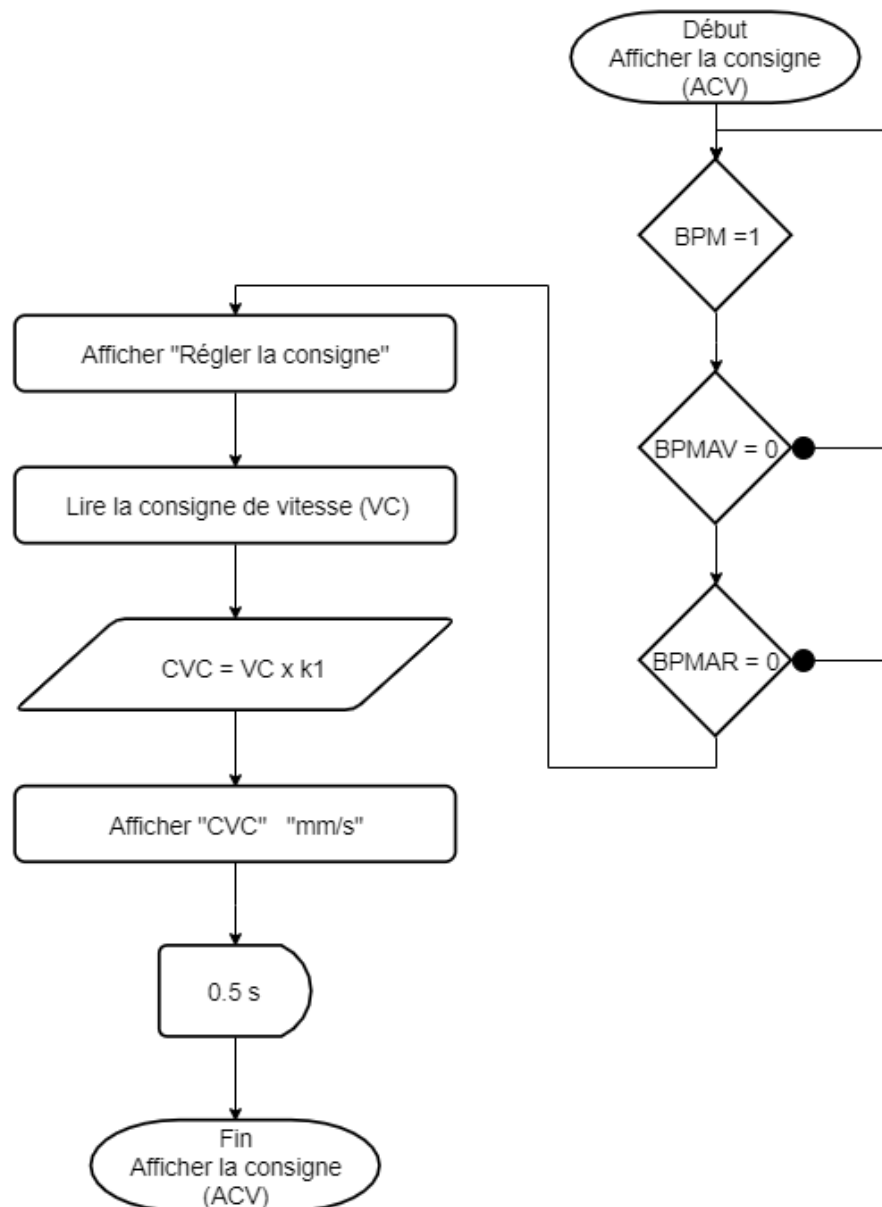 Début
Afficher la consigne
(ACV)
BPM =1
BPMAV = 0
BPMAR = 0
Afficher "Régler la consigne"
Lire la consigne de vitesse (VC)
CVC = VC x k1
Afficher "CVC" "mm/s"
0.5 s
Fin
Afficher la consigne
(ACV)